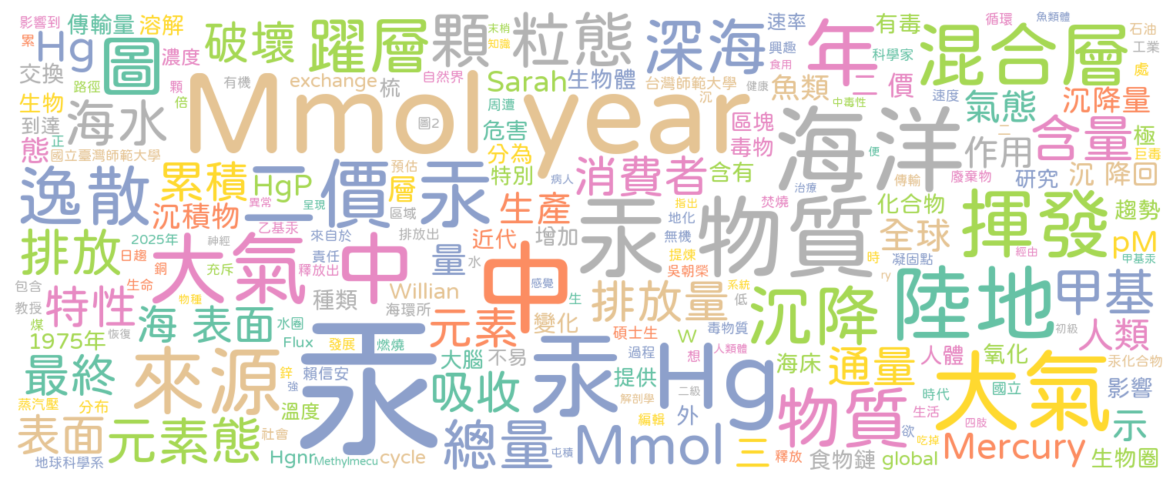 影響到 傳輸量 溶解 破壞 躍層 顆粒態 末梢 知識 深海 速率 興趣 食用 年 有毒 科學家 循環 混合層 魚類體 石油 工業 處
累 Hg 圖 濃度 交換 路徑 顆 倍 有機 exchange 梳 自然界 Sarah 生物體 周遭 台灣師範大學 沉 健康 魚類 二價 氣態 速度 沉降量
生物 到達 正 海水 Mmol year 圖2 危害 區塊 毒物 海洋 中毒性 作用 二 含量 極 巨毒
態 國立臺灣師範大學 逸散 累積 HgP 異常 呈現 二價汞 預估 層 分為 特別 病人 消費者 含有 治療 便 傳輸 廢棄物 研究 沉降回
沉積物 區域 生產 汞物質 焚燒 指出 化合物 揮發 趨勢
排放 2025年 日趨 銅 大氣中 乙基汞 神經 充斥 來自於 責任 釋放出 排放出 量 近代 水 中 增加 地化 無機 提煉 吳朝榮 全球 凝固點 時 經由 pM 甲基汞
包含 教授 煤 特性 生命 物種 恢復 海表面 種類 海環所 Willian 感覺 生 排放量 系統 低 沉降 ry 陸地 初級 甲基
1975年 水圈 Flux 汞 發展 燃燒 元素 變化 碩士生 W 毒物質 想 人類體 人類
最終 來源 鋅 強 賴信安 大腦 不易 汞 過程 提供 Hg 海床 通量 人體 氧化 大氣 汞化合物
蒸汽壓 分布 溫度 吸收 二級 解剖學 外 編輯 物質 時代 國立 影響
表面 元素態 社會 總量 屯積 Mmol 三 生活 欲 四肢 吃掉 示
地球科學系 Hgnr Methylmecu cycle 釋放 食物鏈 global Mercury 生物圈